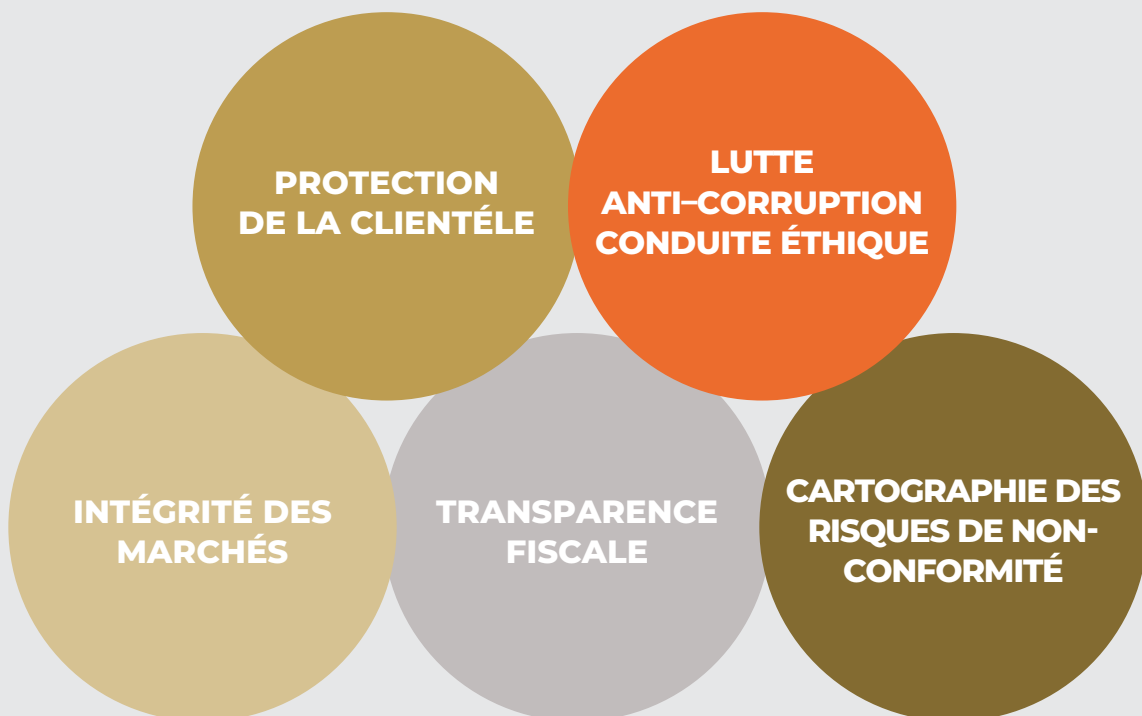 PROTECTION
DE LA CLIENTÉLE
LUTTE
ANTI–CORRUPTION
CONDUITE ÉTHIQUE
INTÉGRITÉ DES
MARCHÉS
TRANSPARENCE
FISCALE
CARTOGRAPHIE DES
RISQUES DE NON-
CONFORMITÉ